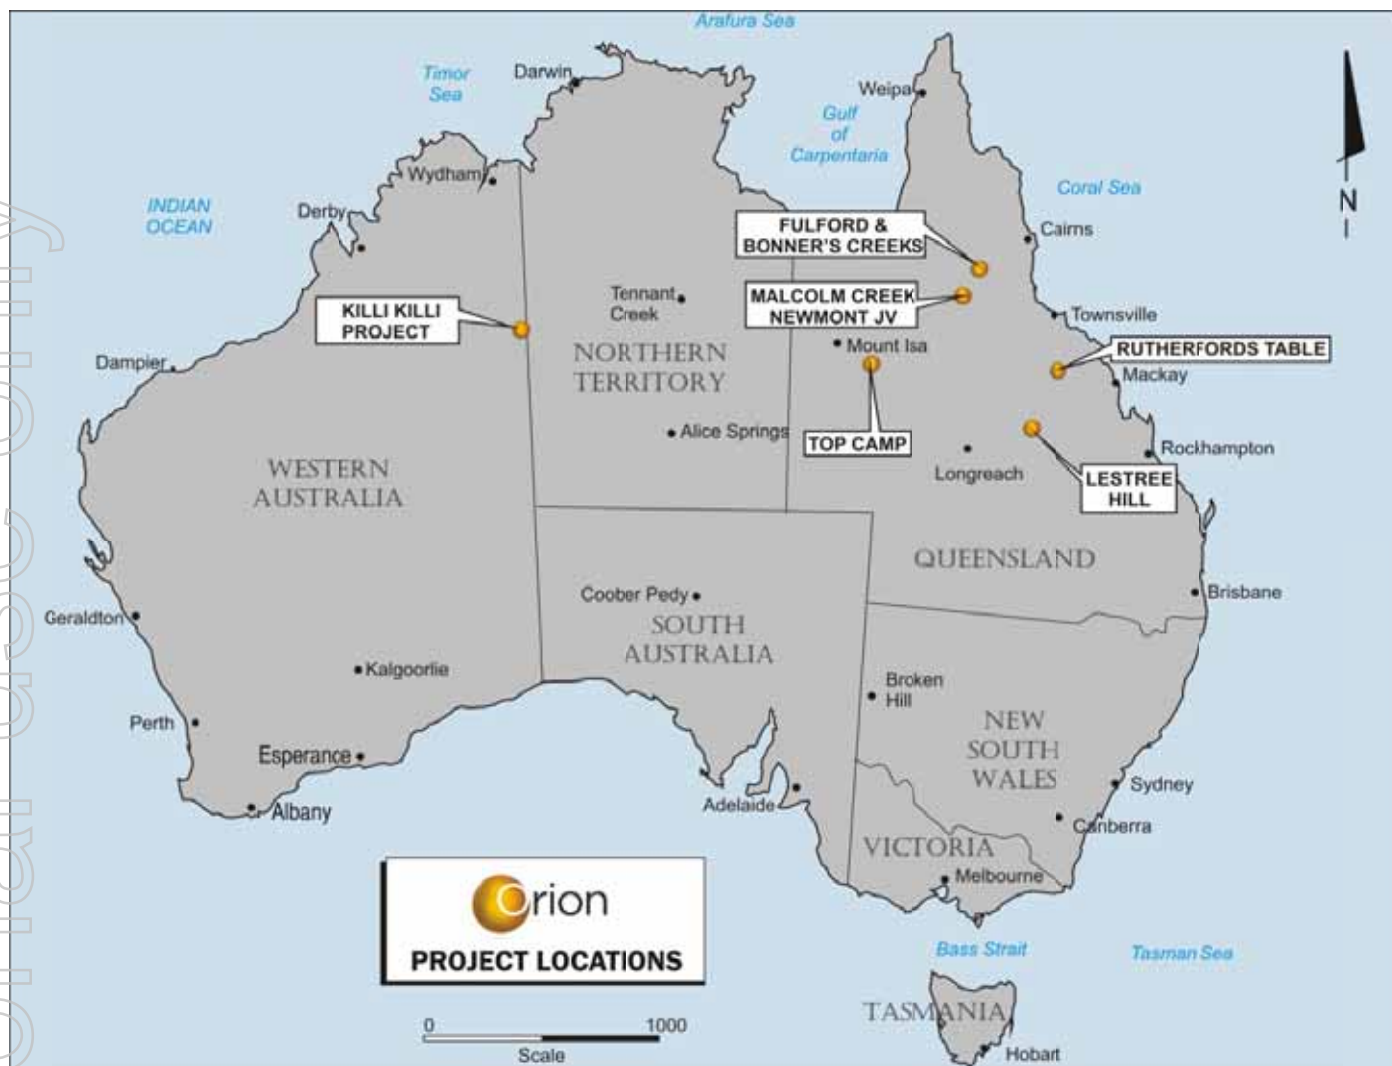 Arafura Sea
Timor
Sea
Darwin
Weipa
Gulf
of
Carpentaria
Wydham
Coral Sea
INDIAN
OCEAN
Derby
N
Cairns
FULFORD &
BONNER'S CREEKS
KILLI KILLI
PROJECT
Tennant
Creek
MALCOLM CREEK
NEWMONT JV
Townsville
Mount Isa
RUTHERFORDS TABLE
Dampier
NORTHERN
TERRITORY
Mackay
Alice Springs
TOP CAMP
Rockhampton
WESTERN
AUSTRALIA
Longreach
LESTREE
HILL
QUEENSLAND
Coober Pedy
Brisbane
Geraldton
SOUTH
AUSTRALIA
Kalgoorlie
Broken
Hill
Perth
NEW
SOUTH
WALES
Esperance
Sydney
Adelaide
Albany
Canberra
VICTORIA
Melbourne
Orion
PROJECT LOCATIONS
Bass Strait
Tasman Sea
TASMANIA
0 1000
Scale
Hobart